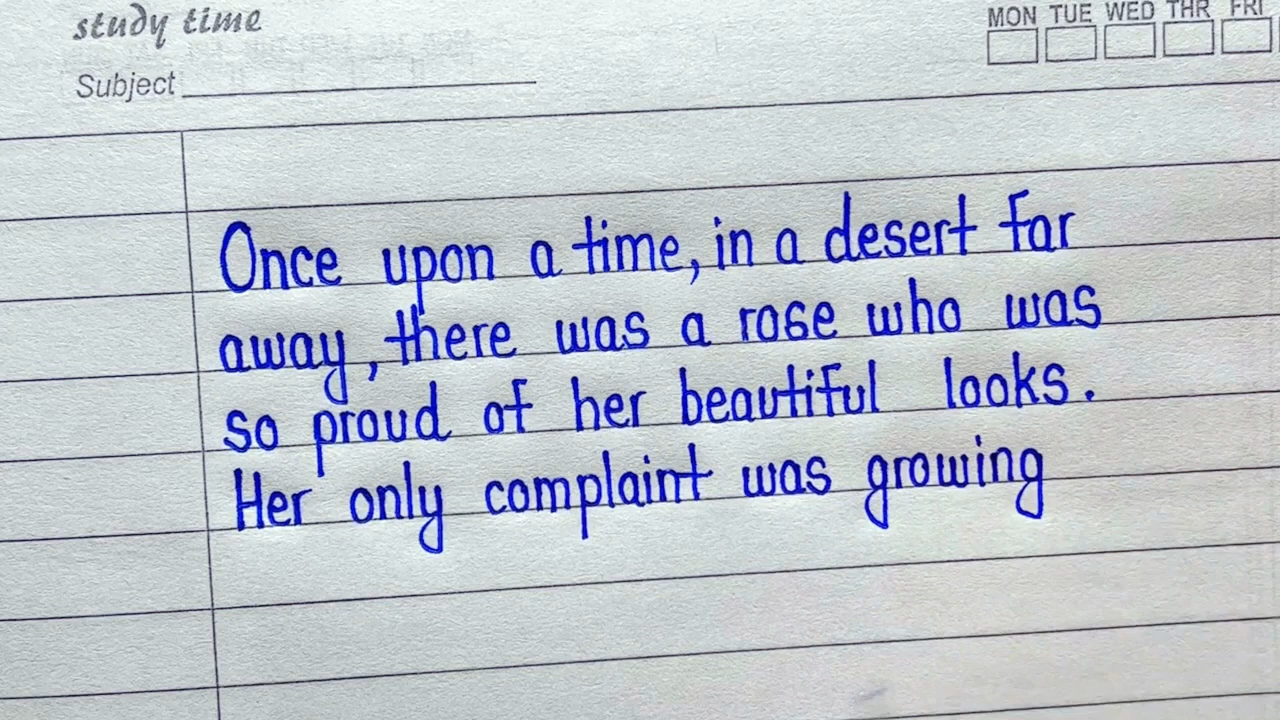 study time
MON TUE WED THR FRI
Subject
Once upon a time, in a desert far
away, there was a rose who was
so proud of her beautiful looks.
Her only complaint was growing